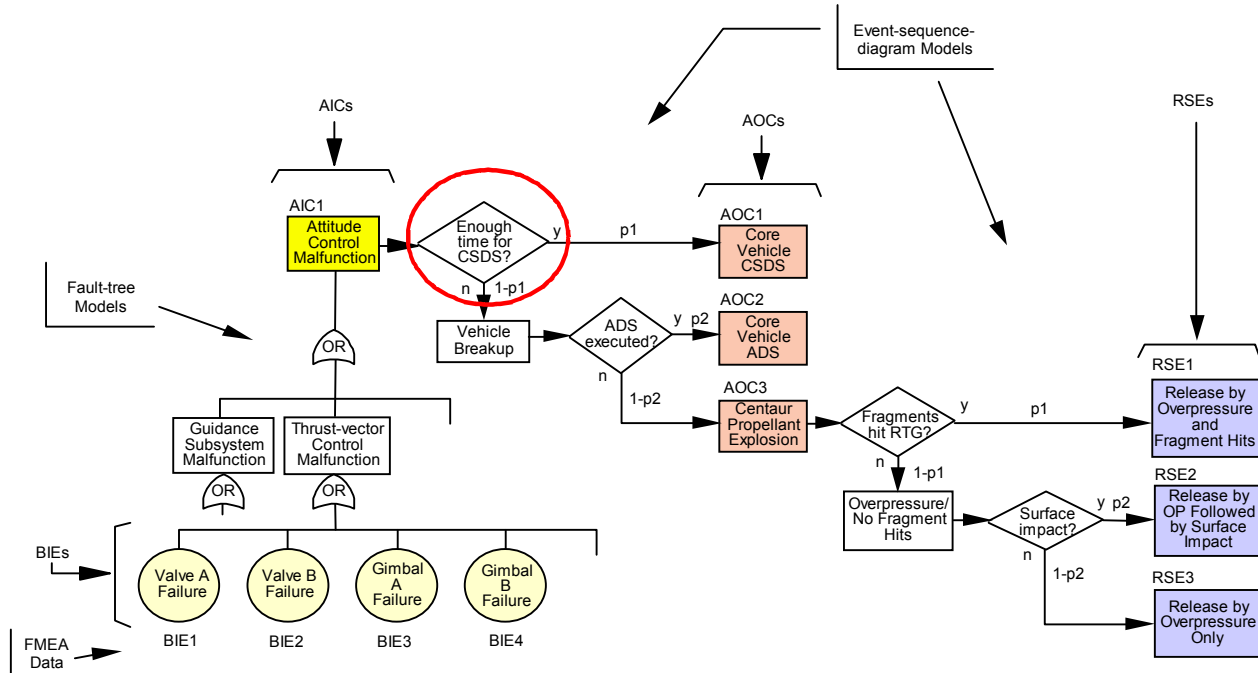 Event-sequence-
diagram Models
AICs
AOCs
RSEs
AIC1
Attitude
Control
Malfunction
Enough
time for
CSDS?
y
p1
n
1-p1
AOC1
Core
Vehicle
CSDS
Fault-tree
Models
Vehicle
Breakup
ADS
executed?
y p2
n
1-p2
AOC2
Core
Vehicle
ADS
OR
AOC3
Centaur
Propellant
Explosion
Fragments
hit RTG?
y
p1
n
1-p1
RSE1
Release by
Overpressure
and
Fragment Hits
Guidance
Subsystem
Malfunction
Thrust-vector
Control
Malfunction
OR
OR
Overpressure/
No Fragment
Hits
Surface
impact?
y p2
n
1-p2
RSE2
Release by
OP Followed
by Surface
Impact
BIEs
Valve A
Failure
Valve B
Failure
Gimbal
A
Failure
Gimbal
B
Failure
RSE3
Release by
Overpressure
Only
BIE1
BIE2
BIE3
BIE4
FMEA
Data